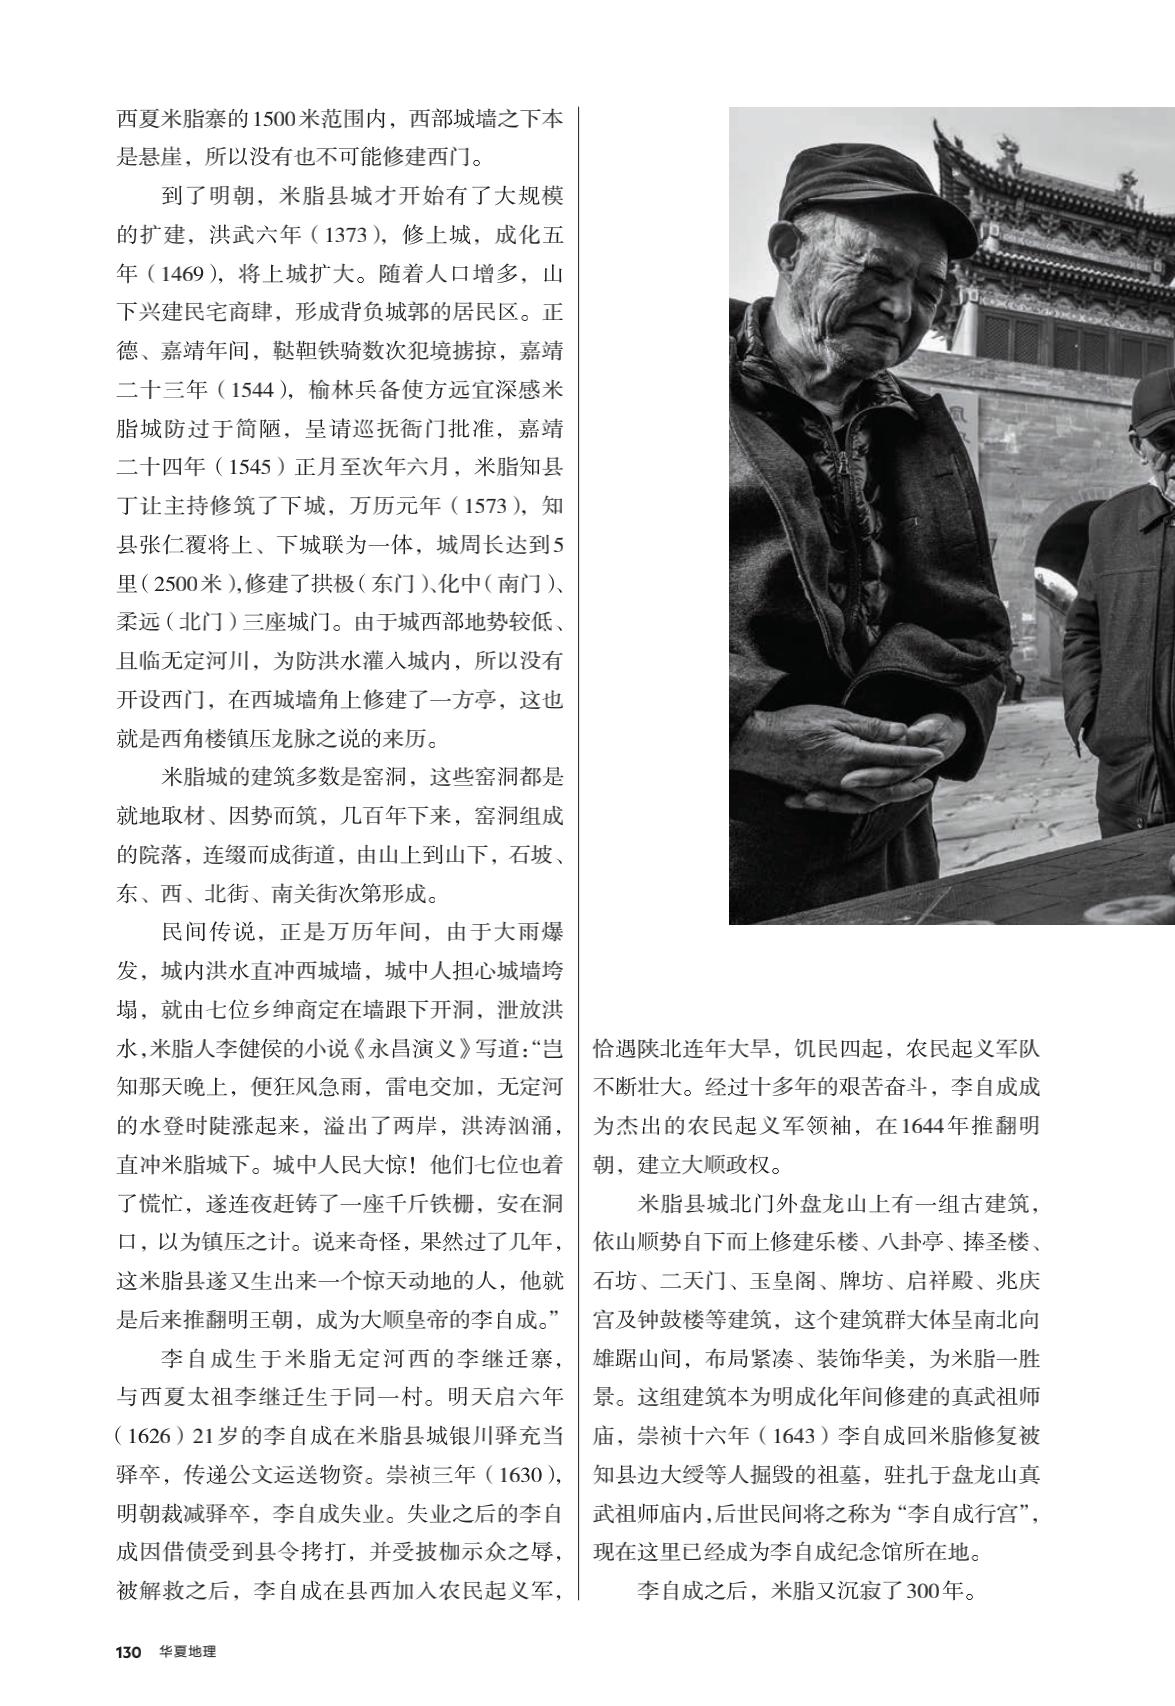 西夏米脂寨的1500米范围内，西部城墙之下本
是悬崖，所以没有也不可能修建西门。
到了明朝，米脂县城才开始有了大规模
的扩建，洪武六年（1373），修上城，成化五
年（1469），将上城扩大。随着人口增多，山
下兴建民宅商肆，形成背负城郭的居民区。正
德、嘉靖年间，鞑靼铁骑数次犯境掳掠，嘉靖
二十三年（1544），榆林兵备使方远宜深感米
脂城防过于简陋，呈请巡抚衙门批准，嘉靖
二十四年（1545）正月至次年六月，米脂知县
丁让主持修筑了下城，万历元年（1573），知
县张仁覆将上、下城联为一体，城周长达到5
里（2500米），修建了拱极（东门）、化中（南门）、
柔远（北门）三座城门。由于城西部地势较低、
且临无定河川，为防洪水灌入城内，所以没有
开设西门，在西城墙角上修建了一方亭，这也
就是西角楼镇压龙脉之说的来历。
米脂城的建筑多数是窑洞，这些窑洞都是
就地取材、因势而筑，几百年下来，窑洞组成
的院落，连缀而成街道，由山上到山下，石坡、
东、西、北街、南关街次第形成。
民间传说，正是万历年间，由于大雨爆
发，城内洪水直冲西城墙，城中人担心城墙垮
塌，就由七位乡绅商定在墙跟下开洞，泄放洪
水，米脂人李健侯的小说《永昌演义》写道：“岂
知那天晚上，便狂风急雨，雷电交加，无定河
的水登时陡涨起来，溢出了两岸，洪涛汹涌，
直冲米脂城下。城中人民大惊！他们七位也着
了慌忙，遂连夜赶铸了一座千斤铁栅，安在洞
口，以为镇压之计。说来奇怪，果然过了几年，
这米脂县遂又生出来一个惊天动地的人，他就
是后来推翻明王朝，成为大顺皇帝的李自成。”
李自成生于米脂无定河西的李继迁寨，
与西夏太祖李继迁生于同一村。明天启六年
（1626）21岁的李自成在米脂县城银川驿充当
驿卒，传递公文运送物资。崇祯三年（1630），
明朝裁减驿卒，李自成失业。失业之后的李自
成因借债受到县令拷打，并受披枷示众之辱，
被解救之后，李自成在县西加入农民起义军，
恰遇陕北连年大旱，饥民四起，农民起义军队
不断壮大。经过十多年的艰苦奋斗，李自成成
为杰出的农民起义军领袖，在1644年推翻明
朝，建立大顺政权。
米脂县城北门外盘龙山上有一组古建筑，
依山顺势自下而上修建乐楼、八卦亭、捧圣楼、
石坊、二天门、玉皇阁、牌坊、启祥殿、兆庆
宫及钟鼓楼等建筑，这个建筑群大体呈南北向
雄踞山间，布局紧凑、装饰华美，为米脂一胜
景。这组建筑本为明成化年间修建的真武祖师
庙，崇祯十六年（1643）李自成回米脂修复被
知县边大绶等人掘毁的祖墓，驻扎于盘龙山真
武祖师庙内，后世民间将之称为“李自成行宫”，
现在这里已经成为李自成纪念馆所在地。
李自成之后，米脂又沉寂了300年。
130 华夏地理